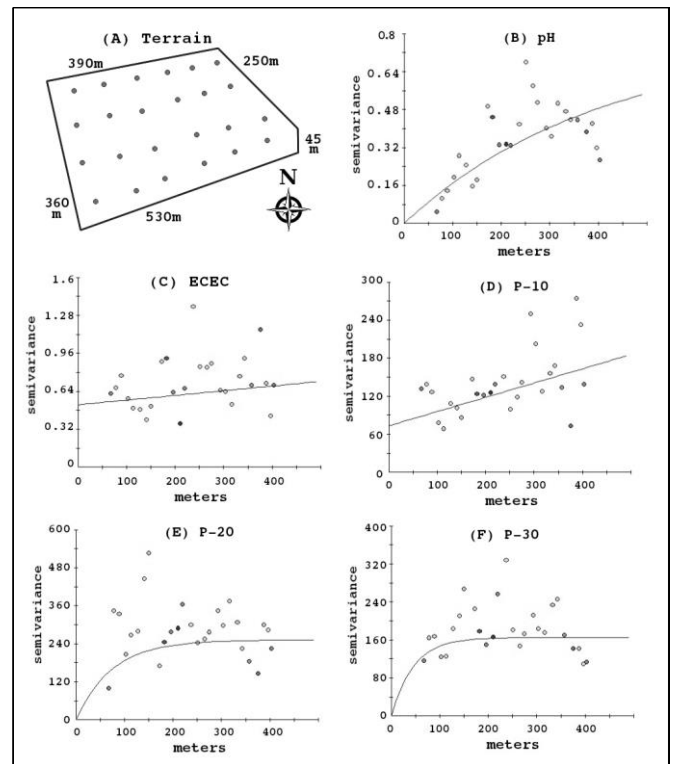 (A) Terrain
390m
250m
45
m
360
m
530m
N
(B) pH
0.8
0.64
0.48
0.32
0.16
0
semivariance
0 100 200 300 400
meters
(C) ECEC
1.6
1.28
0.96
0.64
0.32
0
semivariance
0 100 200 300 400
meters
(D) P-10
300
240
180
120
60
0
semivariance
0 100 200 300 400
meters
(E) P-20
600
480
360
240
120
0
semivariance
0 100 200 300 400
meters
(F) P-30
400
320
240
160
80
0
semivariance
0 100 200 300 400
meters